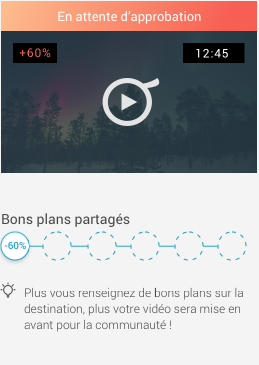 En attente d'approbation
+60% 12:45
Bons plans partagés
-60%
Plus vous renseignez de bons plans sur la
destination, plus votre vidéo sera mise en
avant pour la communauté !